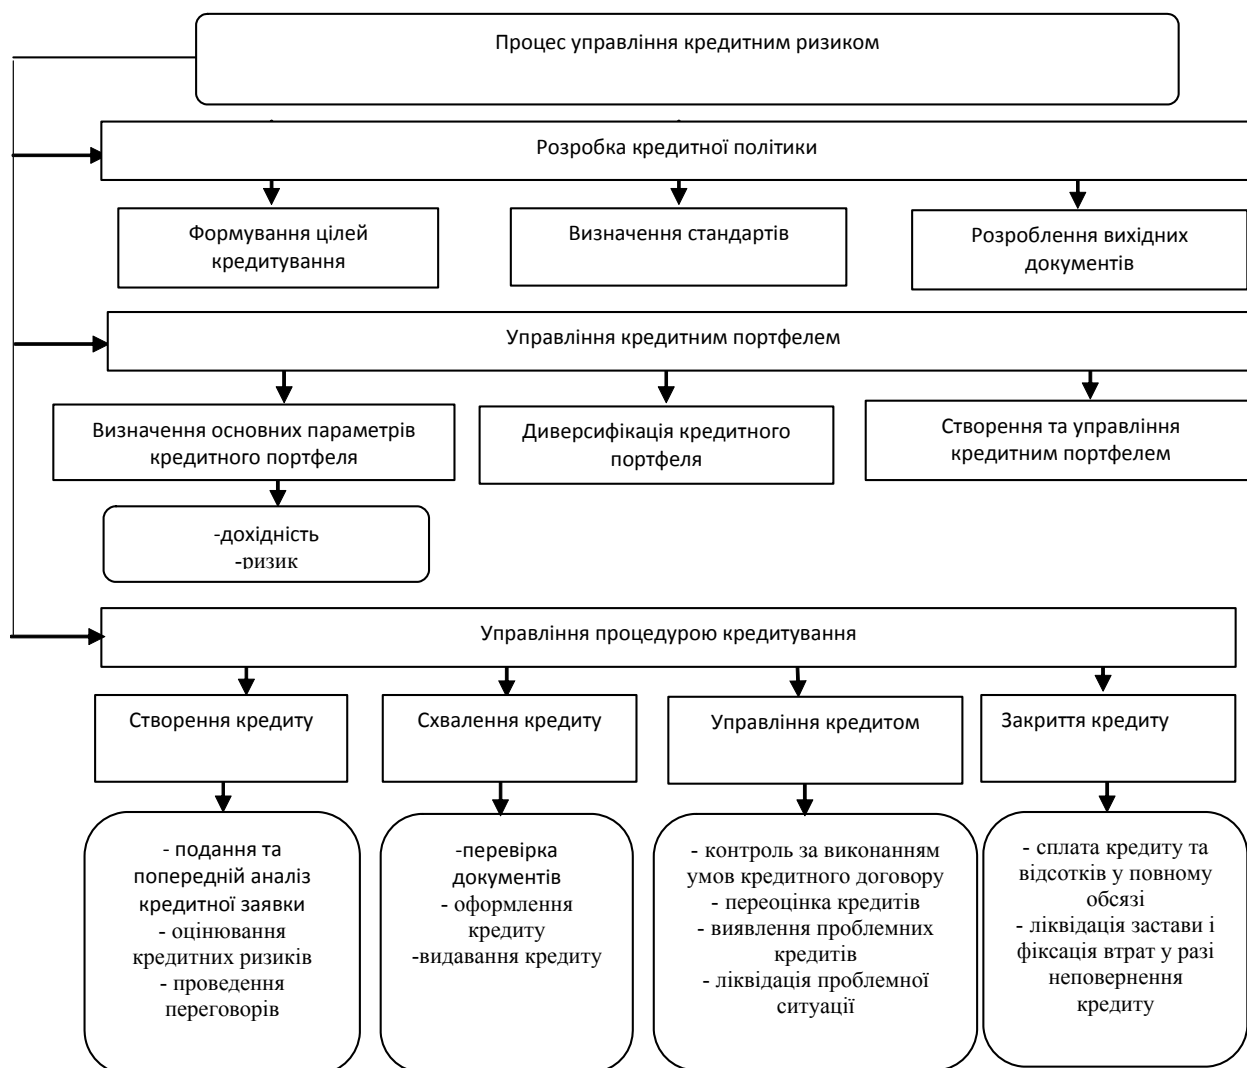 Процес управління кредитним ризиком
Розробка кредитної політики
Формування цілей
кредитування
Визначення стандартів
Розроблення вихідних
документів
Управління кредитним портфелем
Визначення основних параметрів
кредитного портфеля
Диверсифікація кредитного
портфеля
Створення та управління
кредитним портфелем
-дохідність
-ризик
Управління процедурою кредитування
Створення кредиту
Схвалення кредиту
Управління кредитом
Закриття кредиту
- подання та
попередній аналіз
кредитної заявки
- оцінювання
кредитних ризиків
- проведення
переговорів
-перевірка
документів
- оформлення
кредиту
-видавання кредиту
- контроль за виконанням
умов кредитного договору
- переоцінка кредитів
- виявлення проблемних
кредитів
- ліквідація проблемної
ситуації
- сплата кредиту та
відсотків у повному
обсязі
- ліквідація застави і
фіксація втрат у разі
неповернення
кредиту